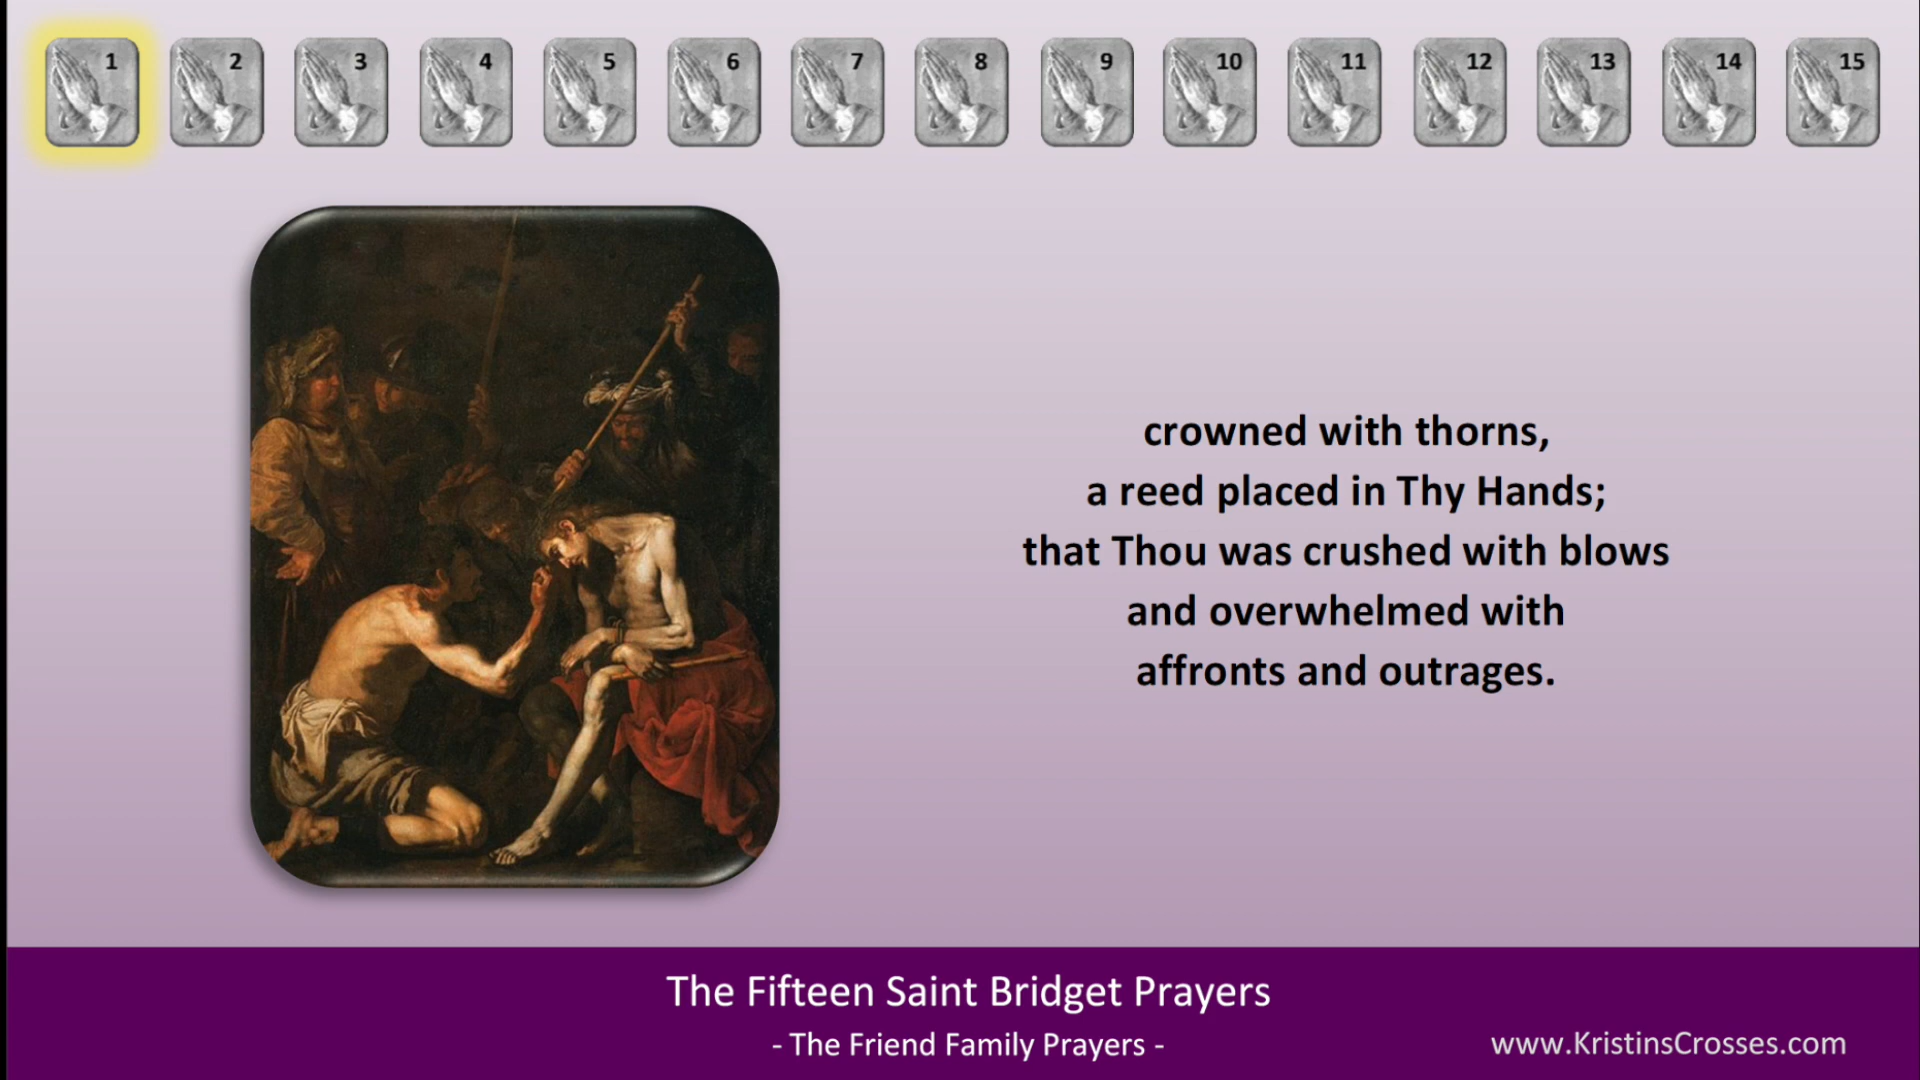 1 2 3 4 5 6 7 8 9 10 11 12 13 14 15
crowned with thorns,
a reed placed in Thy Hands;
that Thou was crushed with blows
and overwhelmed with
affronts and outrages.
The Fifteen Saint Bridget Prayers
- The Friend Family Prayers -
www.KristinsCrosses.com